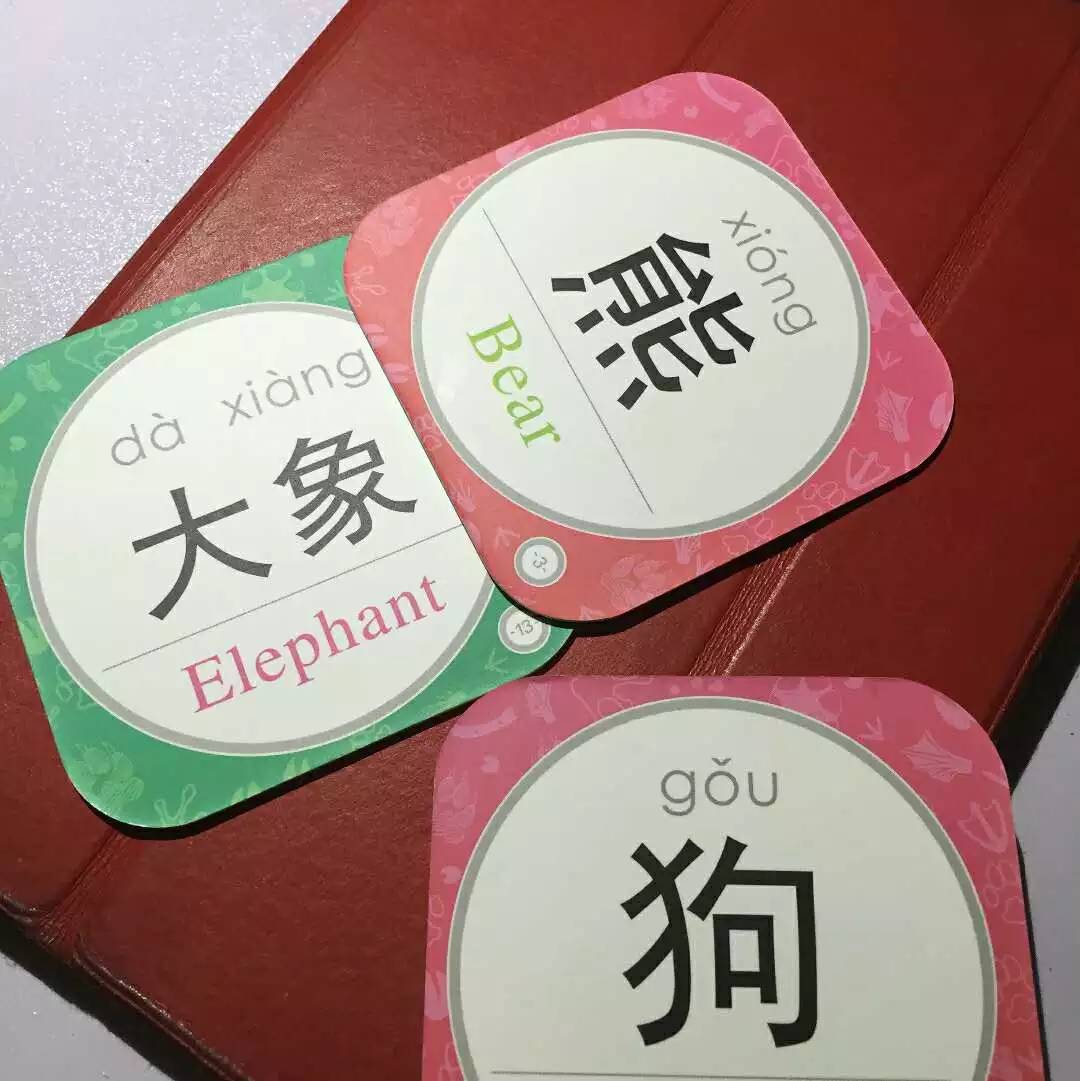 dà xiàng
大象
Elephant
-13-
xióng
熊
Bear
-3-
gǒu
狗